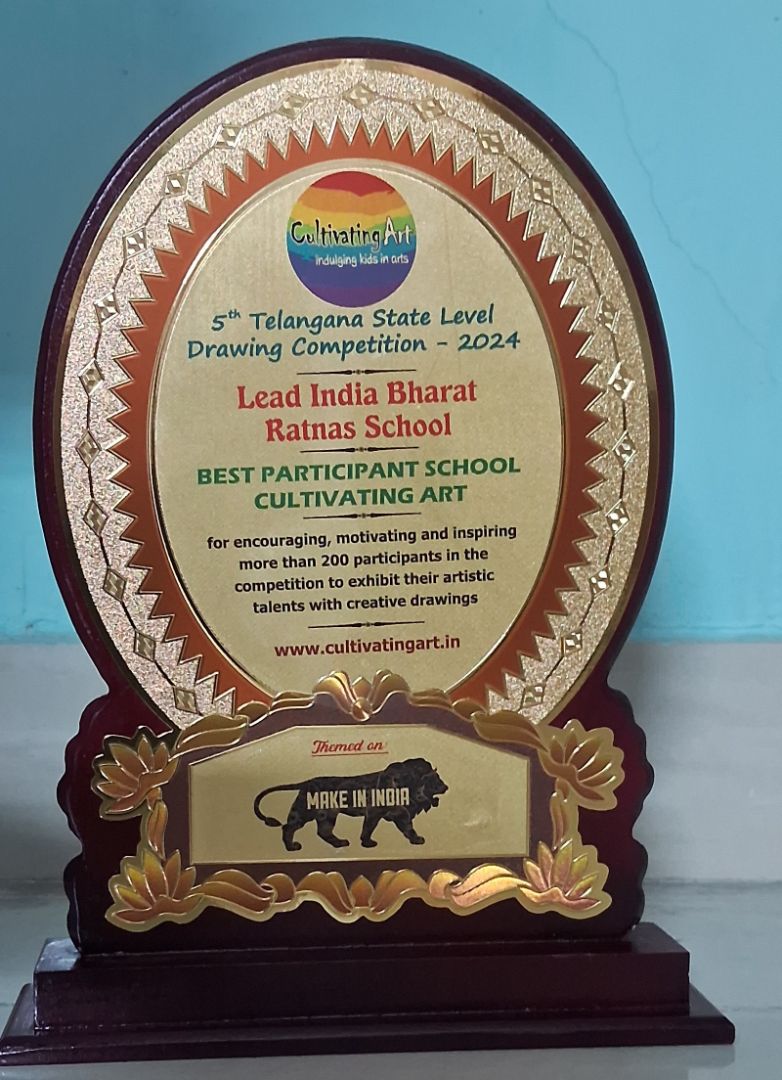 Cultivating Art
indulging kids in arts
5th Telangana State Level
Drawing Competition - 2024
Lead India Bharat
Ratnas School
BEST PARTICIPANT SCHOOL
CULTIVATING ART
for encouraging, motivating and inspiring
more than 200 participants in the
competition to exhibit their artistic
talents with creative drawings
www.cultivatingart.in
Themed on
MAKE IN INDIA